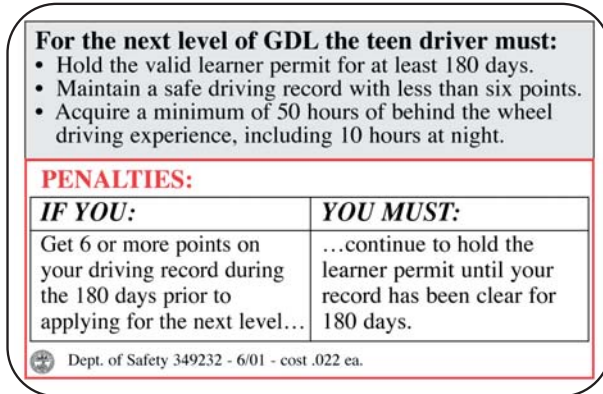 For the next level of GDL the teen driver must:
• Hold the valid learner permit for at least 180 days.
• Maintain a safe driving record with less than six points.
• Acquire a minimum of 50 hours of behind the wheel
driving experience, including 10 hours at night.
PENALTIES:
IF YOU:
Get 6 or more points on
your driving record during
the 180 days prior to
applying for the next level…
YOU MUST:
…continue to hold the
learner permit until your
record has been clear for
180 days.
Dept. of Safety 349232 - 6/01 - cost .022 ea.